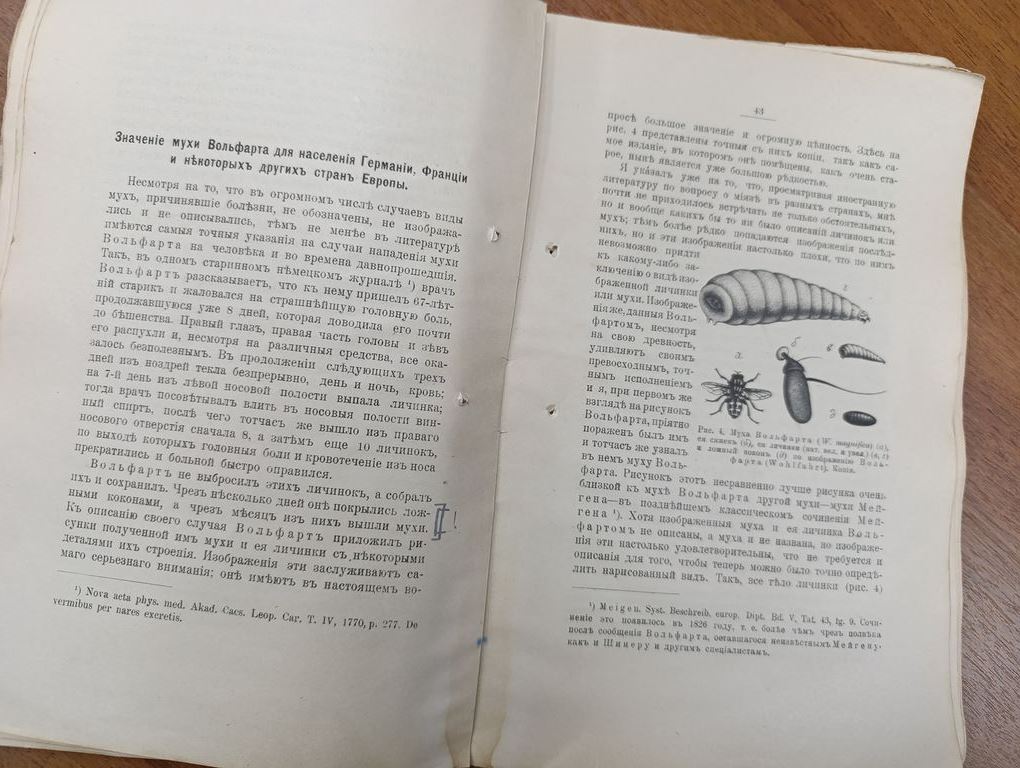 Значеніе мухи Вольфарта для населенія Германіи, Франціи
и нѣкоторыхъ другихъ странъ Европы.
Несмотря на то, что въ огромномъ числѣ случаевъ виды
мухъ, причинявшіе болѣзни, не обозначены, не изобража-
лись и не описывались, тѣмъ не менѣе въ литературѣ
имѣются самыя точныя указанія на случаи нападенія мухи
Вольфарта на человѣка и во времена давнопрошедшія.
Такъ, въ одномъ старинномъ нѣмецкомъ журналѣ ¹) врачъ
Вольфартъ разсказываетъ, что къ нему пришелъ 67-лѣт-
ній старикъ и жаловался на страшнѣйшую головную боль,
продолжавшуюся уже 8 дней, которая доводила его почти
до бѣшенства. Правый глазъ, правая часть головы и зѣвъ
его распухли и, несмотря на различныя средства, все ока-
залось безполезнымъ. Въ продолженіи слѣдующихъ трехъ
дней изъ ноздрей текла безпрерывно, день и ночь, кровь;
на 7-й день изъ лѣвой носовой полости выпала личинка;
тогда врачъ посовѣтывалъ влить въ носовыя полости вин-
ный спиртъ, послѣ чего тотчасъ же вышло изъ праваго
носового отверстія сначала 8, а затѣмъ еще 10 личинокъ,
по выходѣ которыхъ головныя боли и кровотеченіе изъ носа
прекратились и больной быстро оправился.
Вольфартъ не выбросилъ этихъ личинокъ, а собралъ
ихъ и сохранилъ. Чрезъ нѣсколько дней онѣ покрылись лож-
ными коконами, а чрезъ мѣсяцъ изъ нихъ вышли мухи.
Къ описанію своего случая Вольфартъ приложилъ ри-
сунки полученной имъ мухи и ея личинки съ нѣкоторыми
деталями ихъ строенія. Изображенія эти заслуживаютъ са-
маго серьезнаго вниманія; онѣ имѣютъ въ настоящемъ во-
¹) Nova acta phys. med. Akad. Caes. Leop. Car. T. IV, 1770, p. 277. De
vermibus per nares excretis.
43
просѣ большое значеніе и огромную цѣнность. Здѣсь на
рис. 4 представлены точныя съ нихъ копіи, такъ какъ са-
мое изданіе, въ которомъ онѣ помѣщены, какъ очень ста-
рое, нынѣ является уже большою рѣдкостью.
Я указалъ уже на то, что, просматривая иностранную
литературу по вопросу о міазѣ въ разныхъ странахъ, мнѣ
почти не приходилось встрѣчать не только обстоятельныхъ,
но и вообще какихъ бы то ни было описаній личинокъ или
мухъ; тѣмъ болѣе рѣдко попадаются изображенія послѣд-
нихъ, но и эти изображенія настолько плохи, что по нимъ
невозможно придти
къ какому-либо за-
ключенію о видѣ изо-
браженной личинки
или мухи. Изображе-
нія же, данныя Воль-
фартомъ, несмотря
на свою древность,
удивляютъ своимъ
превосходнымъ, точ-
нымъ исполненіемъ
и я, при первомъ же
взглядѣ на рисунокъ
Вольфарта, пріятно
пораженъ былъ имъ
и тотчасъ же узналъ
въ немъ муху Воль-
а
б
в
г
д
Рис. 4. Муха Вольфарта (W. magnifica) (а),
ея снизу (б), ея личинки (нат. вел. и увел.) (в, г)
и ложный коконъ (д) по изображенію Воль-
фарта (Wohlfahrt). Копія.
фарта. Рисунокъ этотъ несравненно лучше рисунка очень
близкой къ мухѣ Вольфарта другой мухи—мухи Мей-
гена—въ позднѣйшемъ классическомъ сочиненіи Мей-
гена ¹). Хотя изображенныя муха и ея личинка Воль-
фартомъ не описаны, а муха и не названа, но изображе-
нія эти настолько удовлетворительны, что не требуется и
описанія для того, чтобы теперь можно было точно опредѣ-
лить нарисованный видъ. Такъ, все тѣло личинки (рис. 4)
¹) Meigen. Syst. Beschreib. europ. Dipt. Bd. V, Taf. 43, fg. 9. Сочи-
неніе это появилось въ 1826 году, т. е. болѣе чѣмъ чрезъ полвѣка
послѣ сообщенія Вольфарта, оставшагося неизвѣстнымъ Мейгену,
какъ и Шинеру и другимъ спеціалистамъ.